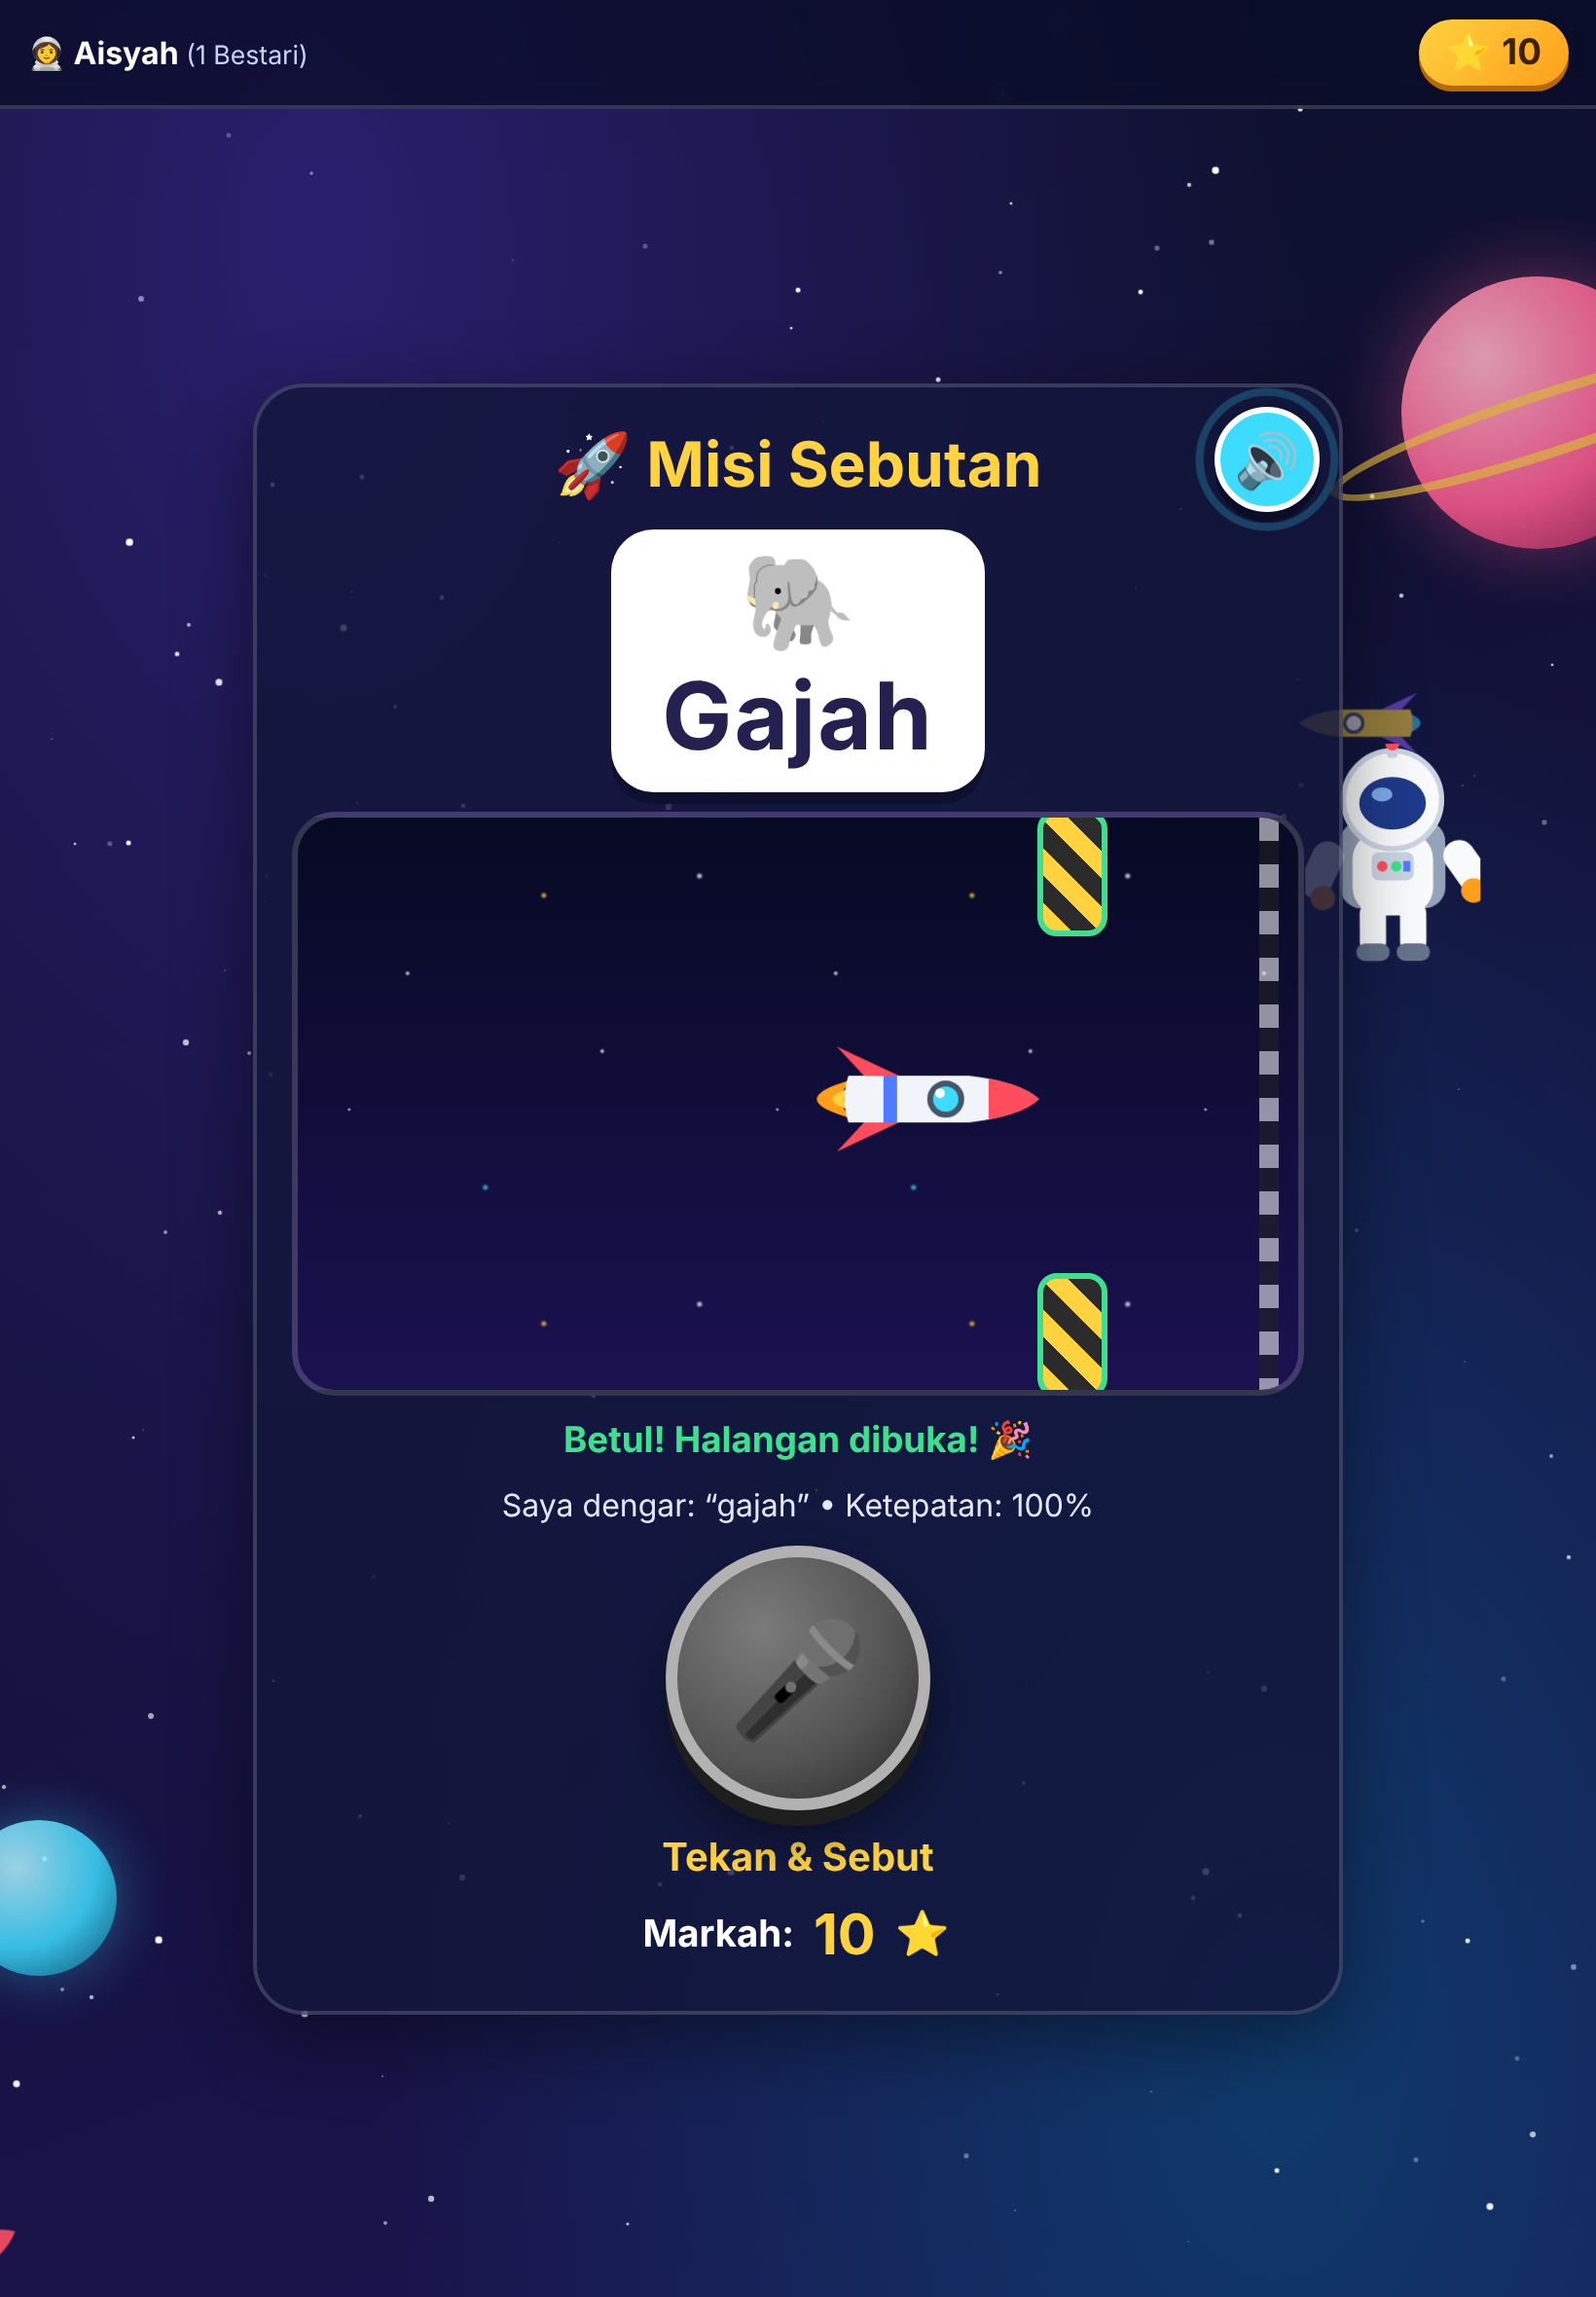 Aisyah (1 Bestari)
10
Misi Sebutan
Gajah
Betul! Halangan dibuka!
Saya dengar: “gajah” • Ketepatan: 100%
Tekan & Sebut
Markah: 10